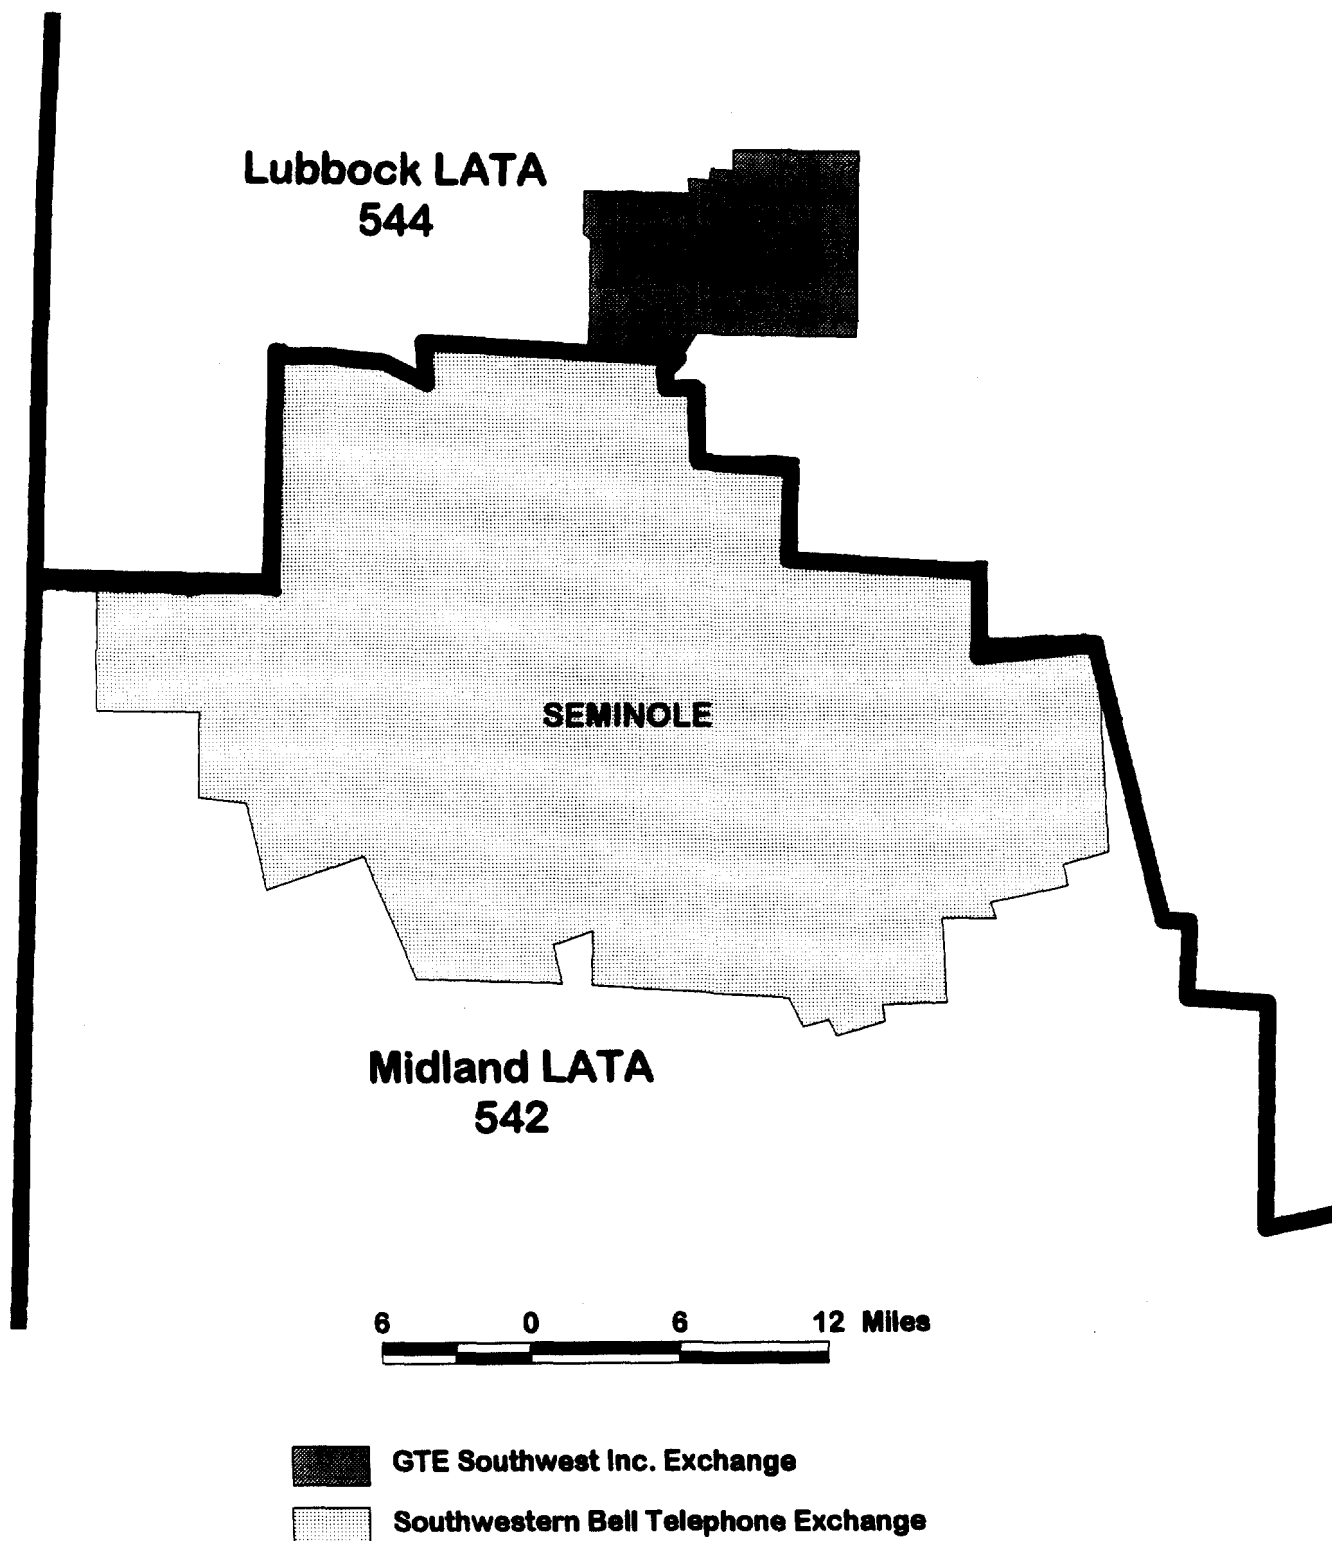 Lubbock LATA
544
SEMINOLE
Midland LATA
542
6 0 6 12 Miles
GTE Southwest Inc. Exchange
Southwestern Bell Telephone Exchange